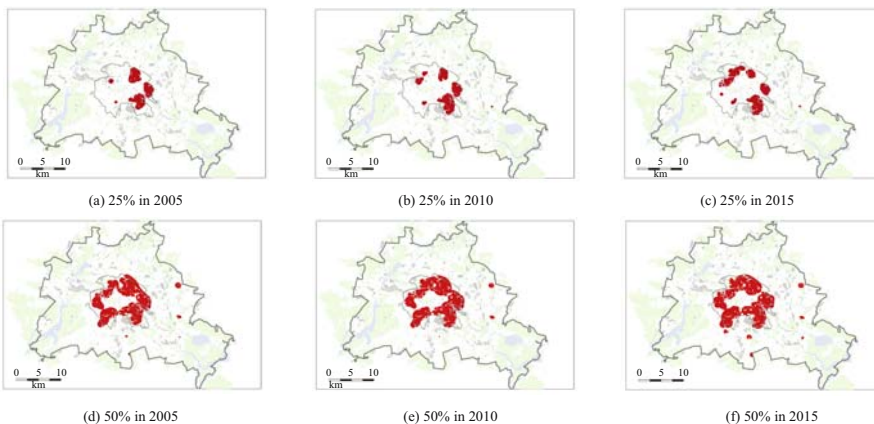 0 5 10
km
0 5 10
km
0 5 10
km
(a) 25% in 2005
(b) 25% in 2010
(c) 25% in 2015
0 5 10
km
0 5 10
km
0 5 10
km
(d) 50% in 2005
(e) 50% in 2010
(f) 50% in 2015